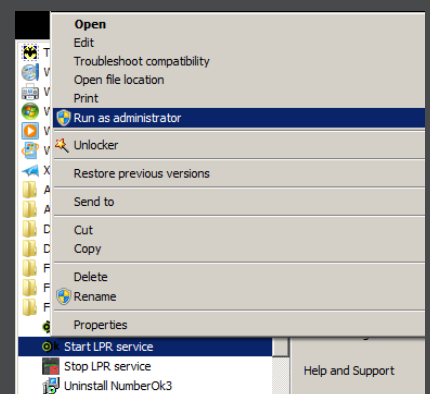 Open
Edit
Troubleshoot compatibility
Open file location
Print
Run as administrator
Unlocker
Restore previous versions
Send to
Cut
Copy
Delete
Rename
Properties
Start LPR service
Stop LPR service
Help and Support
Uninstall NumberOk3